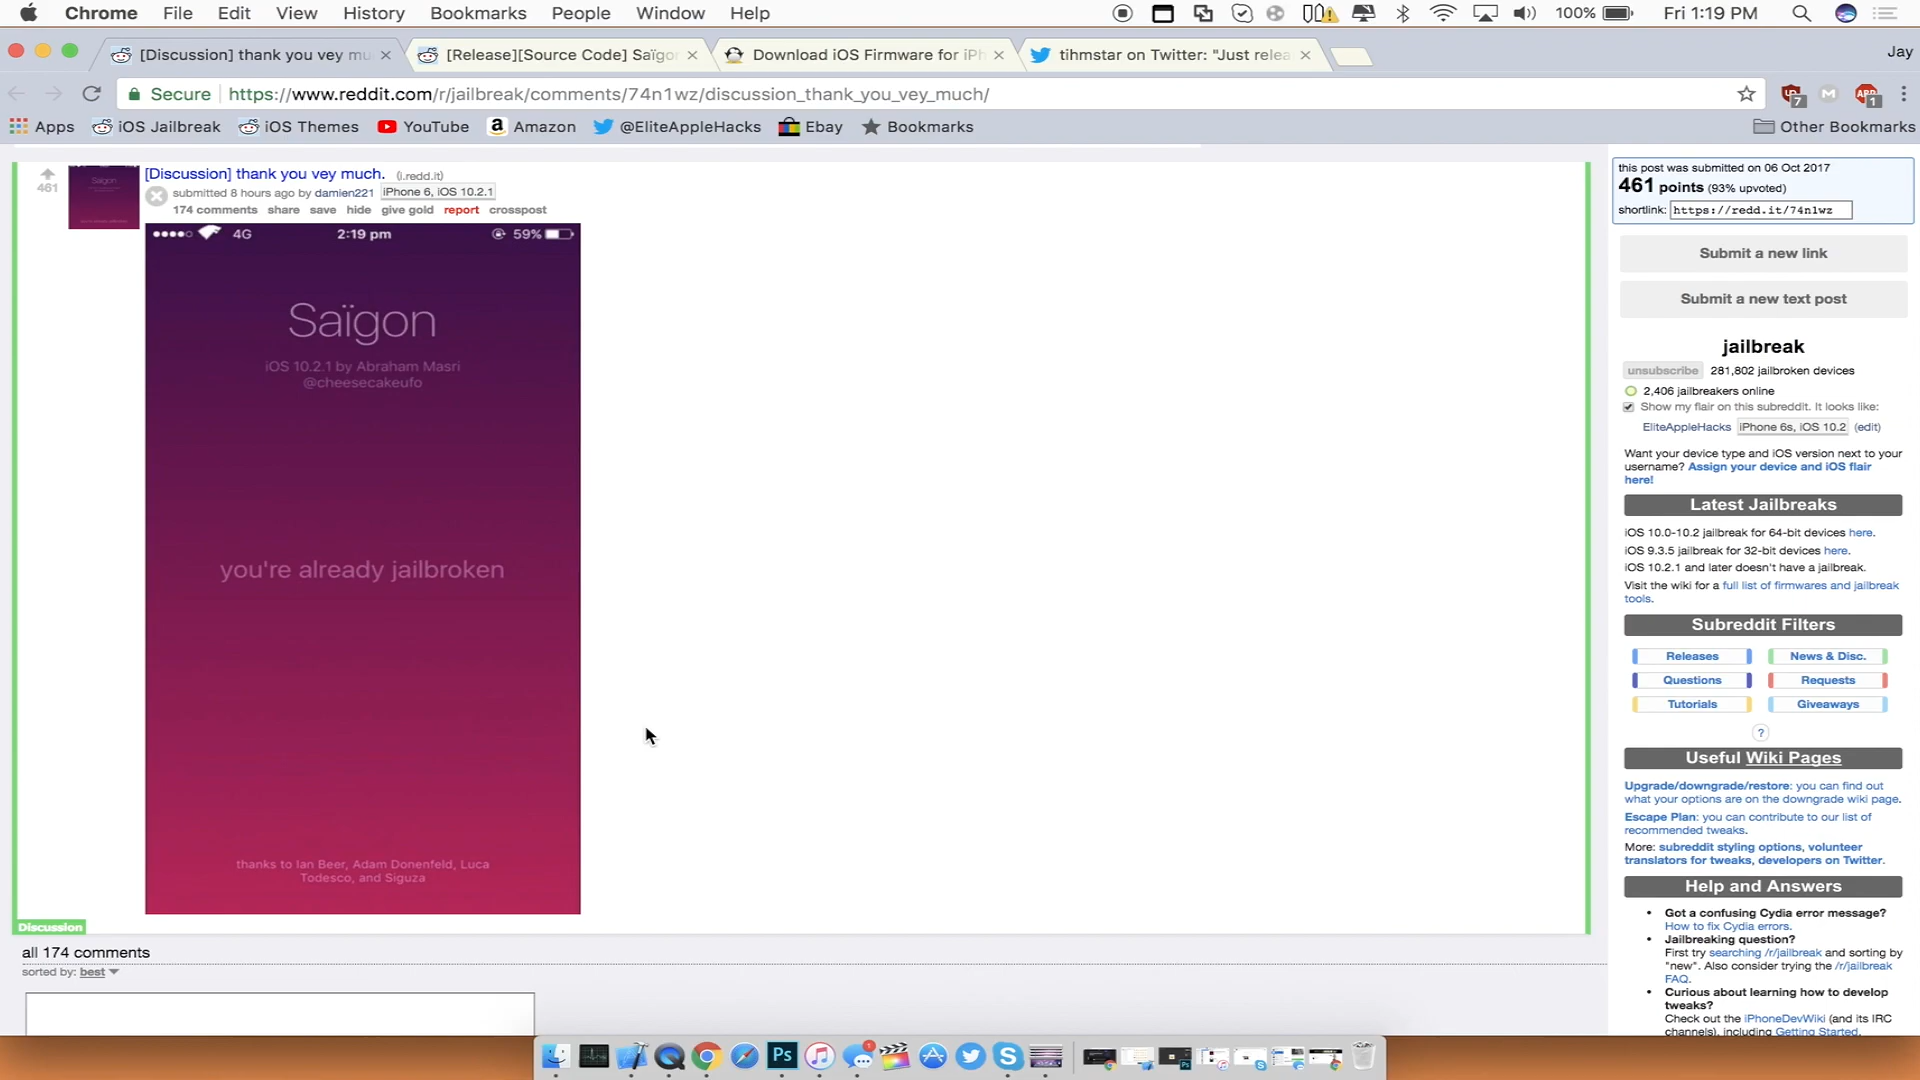 Chrome File Edit View History Bookmarks People Window Help 100% Fri 1:19 PM
[Discussion] thank you vey mu
[Release][Source Code] Saïgo
Download iOS Firmware for iPh
tihmstar on Twitter: "Just relea
Jay
Secure https://www.reddit.com/r/jailbreak/comments/74n1wz/discussion_thank_you_vey_much/
7
1
Apps iOS Jailbreak iOS Themes YouTube Amazon @EliteAppleHacks Ebay Bookmarks Other Bookmarks
461
[Discussion] thank you vey much. (i.redd.it)
submitted 8 hours ago by damien221 iPhone 6, iOS 10.2.1
174 comments share save hide give gold report crosspost
4G 2:19 pm 59%
Saïgon
iOS 10.2.1 by Abraham Masri
@cheesecakeufo
you're already jailbroken
thanks to Ian Beer, Adam Donenfeld, Luca
Todesco, and Siguza
Discussion
all 174 comments
sorted by: best
this post was submitted on 06 Oct 2017
461 points (93% upvoted)
shortlink: https://redd.it/74n1wz
Submit a new link
Submit a new text post
jailbreak
unsubscribe 281,802 jailbroken devices
2,406 jailbreakers online
Show my flair on this subreddit. It looks like:
EliteAppleHacks iPhone 6s, iOS 10.2 (edit)
Want your device type and iOS version next to your
username? Assign your device and iOS flair
here!
Latest Jailbreaks
iOS 10.0-10.2 jailbreak for 64-bit devices here.
iOS 9.3.5 jailbreak for 32-bit devices here.
iOS 10.2.1 and later doesn't have a jailbreak.
Visit the wiki for a full list of firmwares and jailbreak
tools.
Subreddit Filters
Releases News & Disc.
Questions Requests
Tutorials Giveaways
?
Useful Wiki Pages
Upgrade/downgrade/restore: you can find out
what your options are on the downgrade wiki page.
Escape Plan: you can contribute to our list of
recommended tweaks.
More: subreddit styling options, volunteer
translators for tweaks, developers on Twitter.
Help and Answers
• Got a confusing Cydia error message?
How to fix Cydia errors.
• Jailbreaking question?
First try searching /r/jailbreak and sorting by
"new". Also consider trying the /r/jailbreak
FAQ.
• Curious about learning how to develop
tweaks?
Check out the iPhoneDevWiki (and its IRC
channels), including Getting Started.
Ps
1